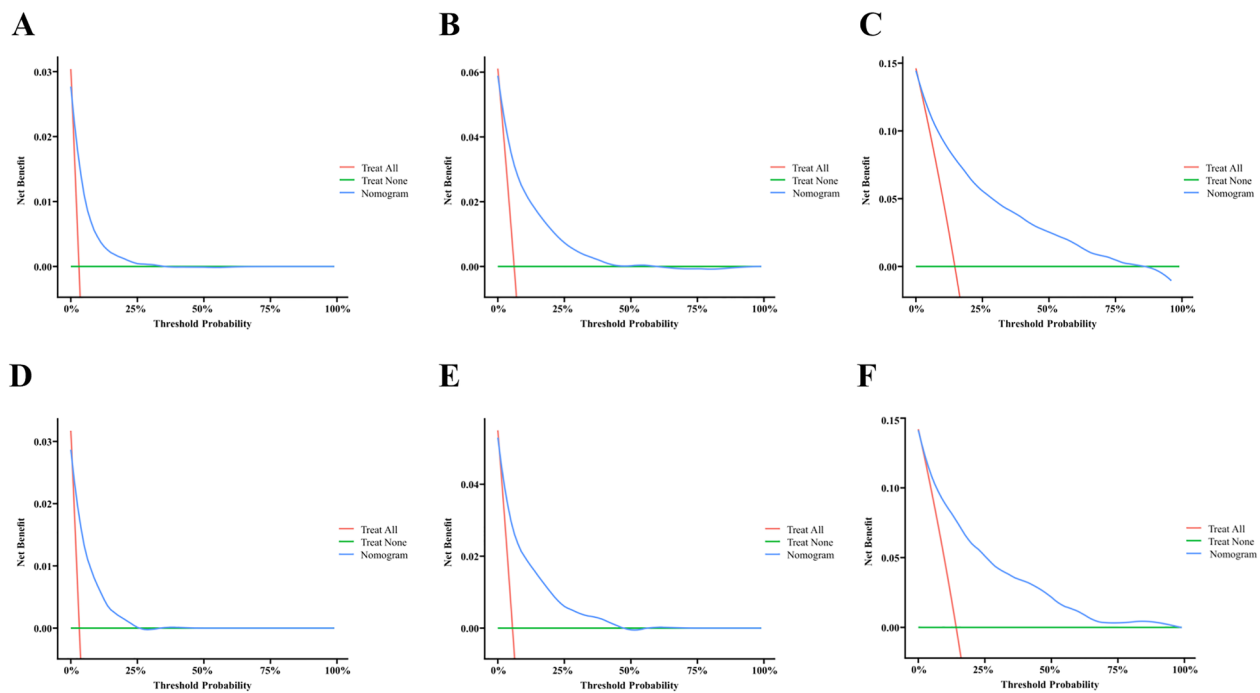 A
B
C
Net Benefit
0.03
0.02
0.01
0.00
0%
25%
50%
75%
100%
Threshold Probability
Treat All
Treat None
Nomogram
Net Benefit
0.06
0.04
0.02
0.00
0%
25%
50%
75%
100%
Threshold Probability
Treat All
Treat None
Nomogram
Net Benefit
0.15
0.10
0.05
0.00
0%
25%
50%
75%
100%
Threshold Probability
Treat All
Treat None
Nomogram
D
E
F
Net Benefit
0.03
0.02
0.01
0.00
0%
25%
50%
75%
100%
Threshold Probability
Treat All
Treat None
Nomogram
Net Benefit
0.04
0.02
0.00
0%
25%
50%
75%
100%
Threshold Probability
Treat All
Treat None
Nomogram
Net Benefit
0.15
0.10
0.05
0.00
0%
25%
50%
75%
100%
Threshold Probability
Treat All
Treat None
Nomogram